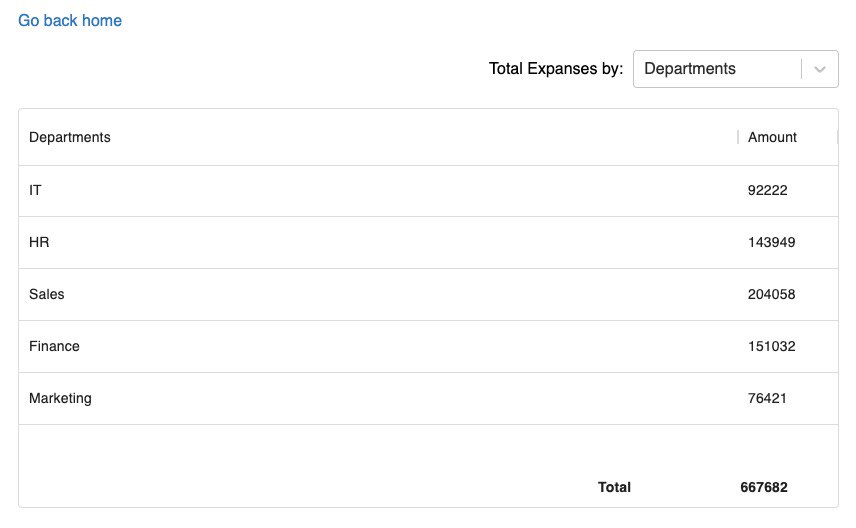 Go back home
Total Expanses by: Departments
Departments Amount
IT 92222
HR 143949
Sales 204058
Finance 151032
Marketing 76421
Total 667682